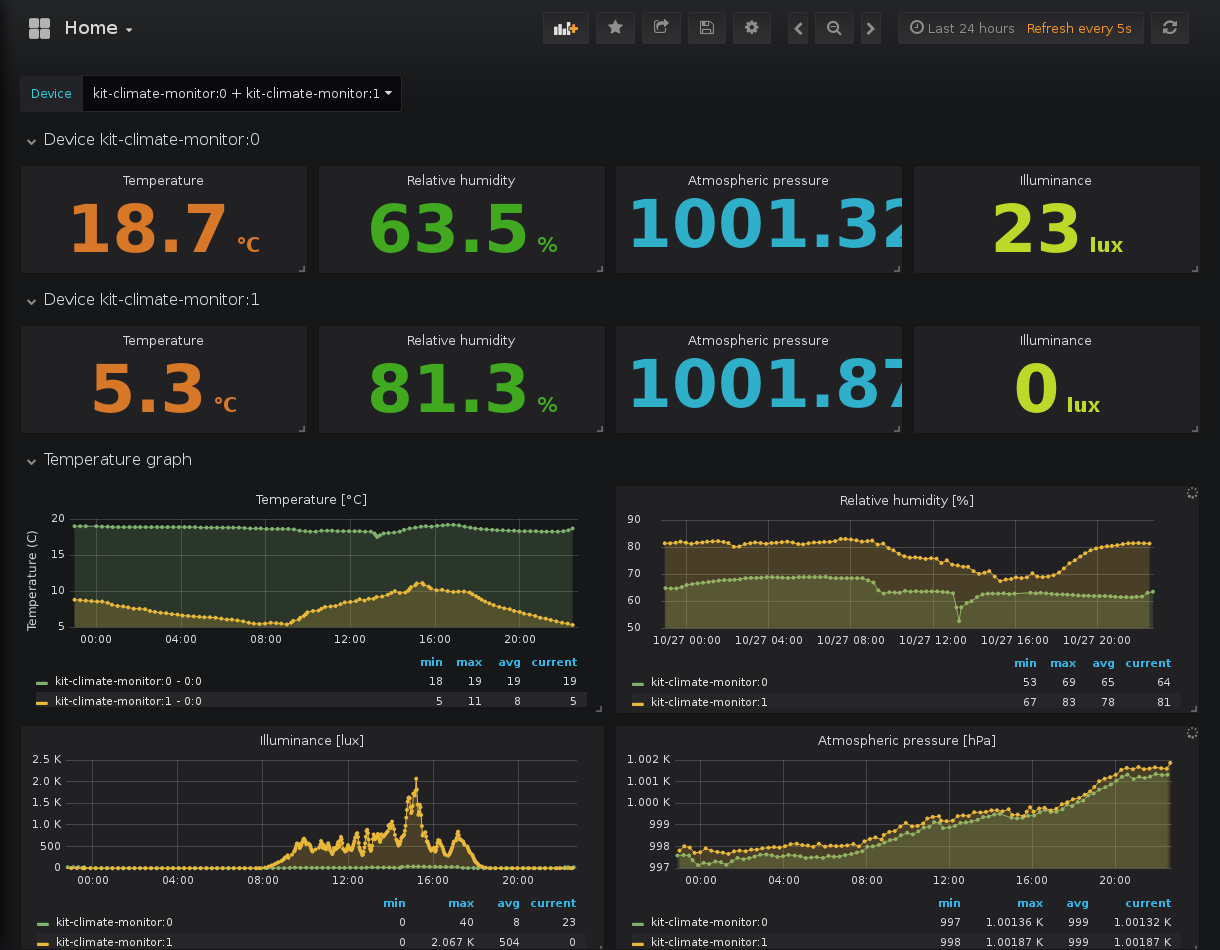 Home
Last 24 hours Refresh every 5s
Device kit-climate-monitor:0 + kit-climate-monitor:1
Device kit-climate-monitor:0
Temperature Relative humidity Atmospheric pressure Illuminance
18.7 °C 63.5 % 1001.32 23 lux
Device kit-climate-monitor:1
Temperature Relative humidity Atmospheric pressure Illuminance
5.3 °C 81.3 % 1001.87 0 lux
Temperature graph
Temperature [°C]
Temperature (C)
20
15
10
5
00:00 04:00 08:00 12:00 16:00 20:00
min max avg current
kit-climate-monitor:0 - 0:0 18 19 19 19
kit-climate-monitor:1 - 0:0 5 11 8 5
Relative humidity [%]
90
80
70
60
50
10/27 00:00 10/27 04:00 10/27 08:00 10/27 12:00 10/27 16:00 10/27 20:00
min max avg current
kit-climate-monitor:0 53 69 65 64
kit-climate-monitor:1 67 83 78 81
Illuminance [lux]
2.5 K
2.0 K
1.5 K
1.0 K
500
0
00:00 04:00 08:00 12:00 16:00 20:00
min max avg current
kit-climate-monitor:0 0 40 8 23
kit-climate-monitor:1 0 2.067 K 504 0
Atmospheric pressure [hPa]
1.002 K
1.001 K
1.000 K
999
998
997
00:00 04:00 08:00 12:00 16:00 20:00
min max avg current
kit-climate-monitor:0 997 1.00136 K 999 1.00132 K
kit-climate-monitor:1 998 1.00187 K 999 1.00187 K